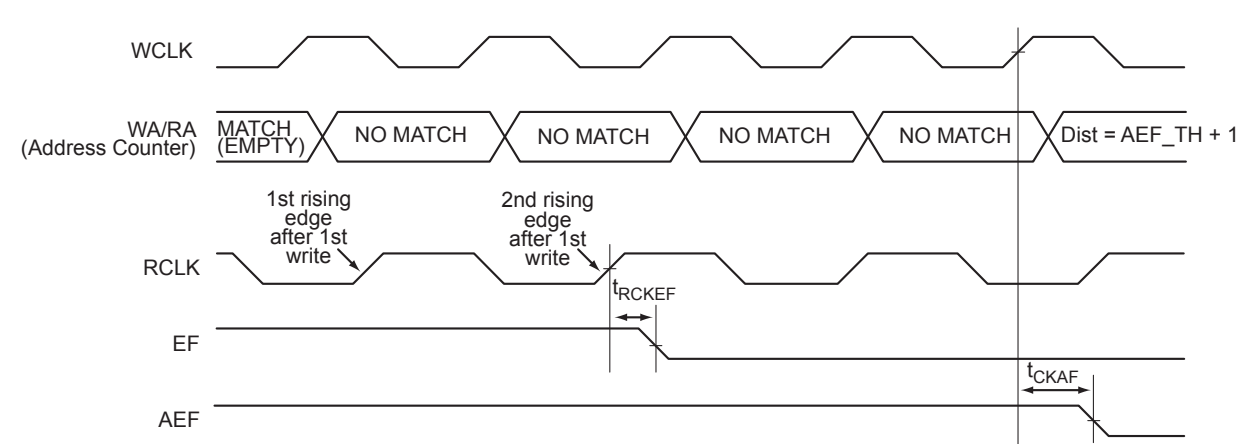 WCLK
WA/RA
(Address Counter)
MATCH
(EMPTY)
NO MATCH
NO MATCH
NO MATCH
NO MATCH
Dist = AEF_TH + 1
1st rising
edge
after 1st
write
2nd rising
edge
after 1st
write
RCLK
tRCKEF
EF
tCKAF
AEF